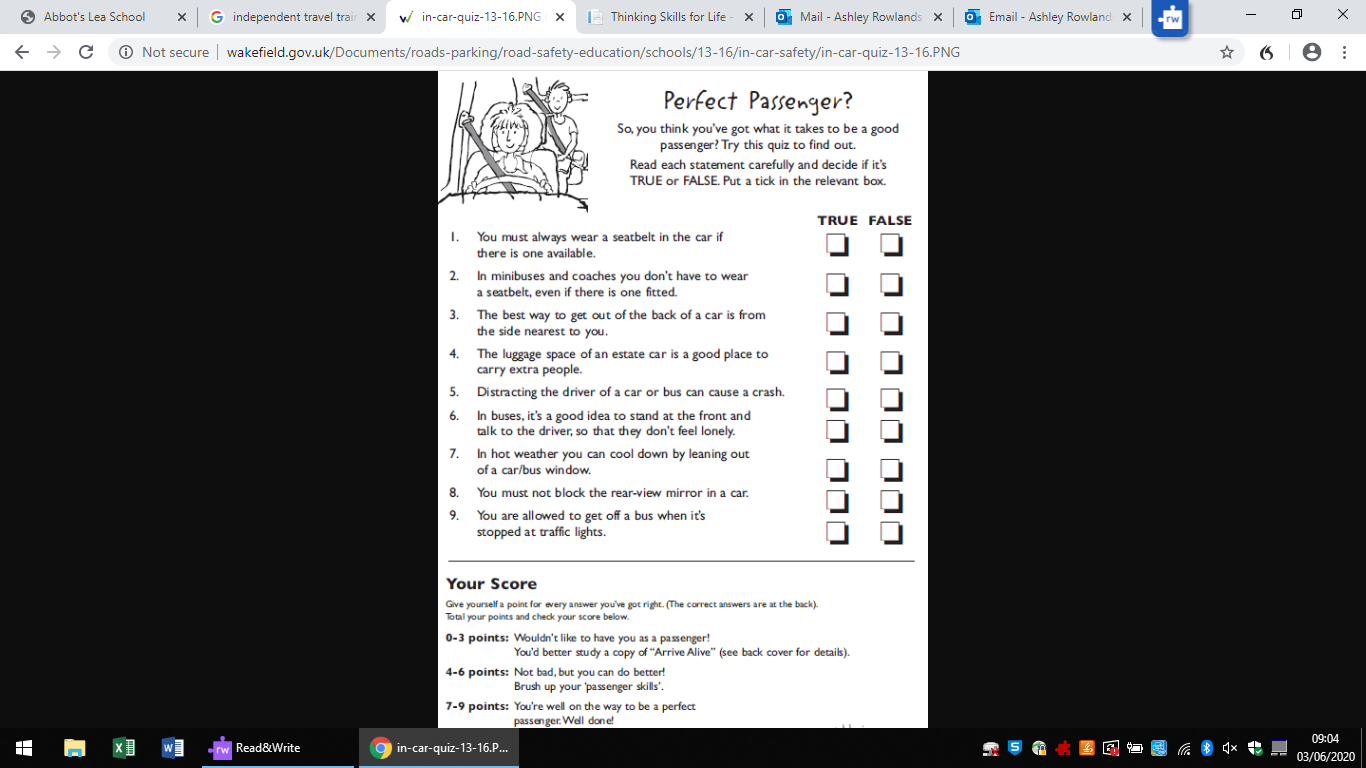 Abbot's Lea School
independent travel trai
in-car-quiz-13-16.PNG
Thinking Skills for Life -
Mail - Ashley Rowlands
Email - Ashley Rowland
rw
Not secure
wakefield.gov.uk/Documents/roads-parking/road-safety-education/schools/13-16/in-car-safety/in-car-quiz-13-16.PNG
Perfect Passenger?
So, you think you've got what it takes to be a good
passenger? Try this quiz to find out.
Read each statement carefully and decide if it's
TRUE or FALSE. Put a tick in the relevant box.
TRUE FALSE
1. You must always wear a seatbelt in the car if
there is one available.
2. In minibuses and coaches you don't have to wear
a seatbelt, even if there is one fitted.
3. The best way to get out of the back of a car is from
the side nearest to you.
4. The luggage space of an estate car is a good place to
carry extra people.
5. Distracting the driver of a car or bus can cause a crash.
6. In buses, it's a good idea to stand at the front and
talk to the driver, so that they don't feel lonely.
7. In hot weather you can cool down by leaning out
of a car/bus window.
8. You must not block the rear-view mirror in a car.
9. You are allowed to get off a bus when it's
stopped at traffic lights.
Your Score
Give yourself a point for every answer you've got right. (The correct answers are at the back).
Total your points and check your score below.
0-3 points: Wouldn't like to have you as a passenger!
You'd better study a copy of "Arrive Alive" (see back cover for details).
4-6 points: Not bad, but you can do better!
Brush up your 'passenger skills'.
7-9 points: You're well on the way to be a perfect
passenger. Well done!
rw Read&Write
in-car-quiz-13-16.P...
09:04
03/06/2020